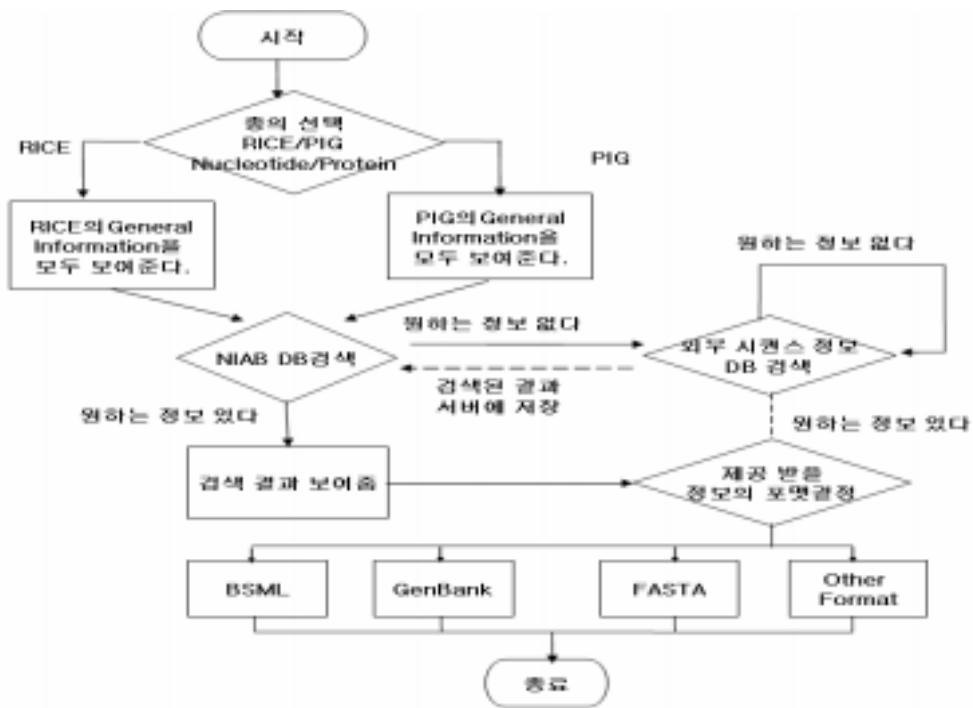 시작
종의 선택
RICE/PIG
Nucleotide/Protein
RICE
PIG
RICE의 General
Information을
모두 보여준다.
PIG의 General
Information을
모두 보여준다.
원하는 정보 없다
NIAB DB검색
원하는 정보 없다
외부 시퀀스 정보
DB 검색
검색된 결과
서버에 저장
원하는 정보 있다
원하는 정보 있다
검색 결과 보여줌
제공 받을
정보의 포맷결정
BSML
GenBank
FASTA
Other
Format
종료